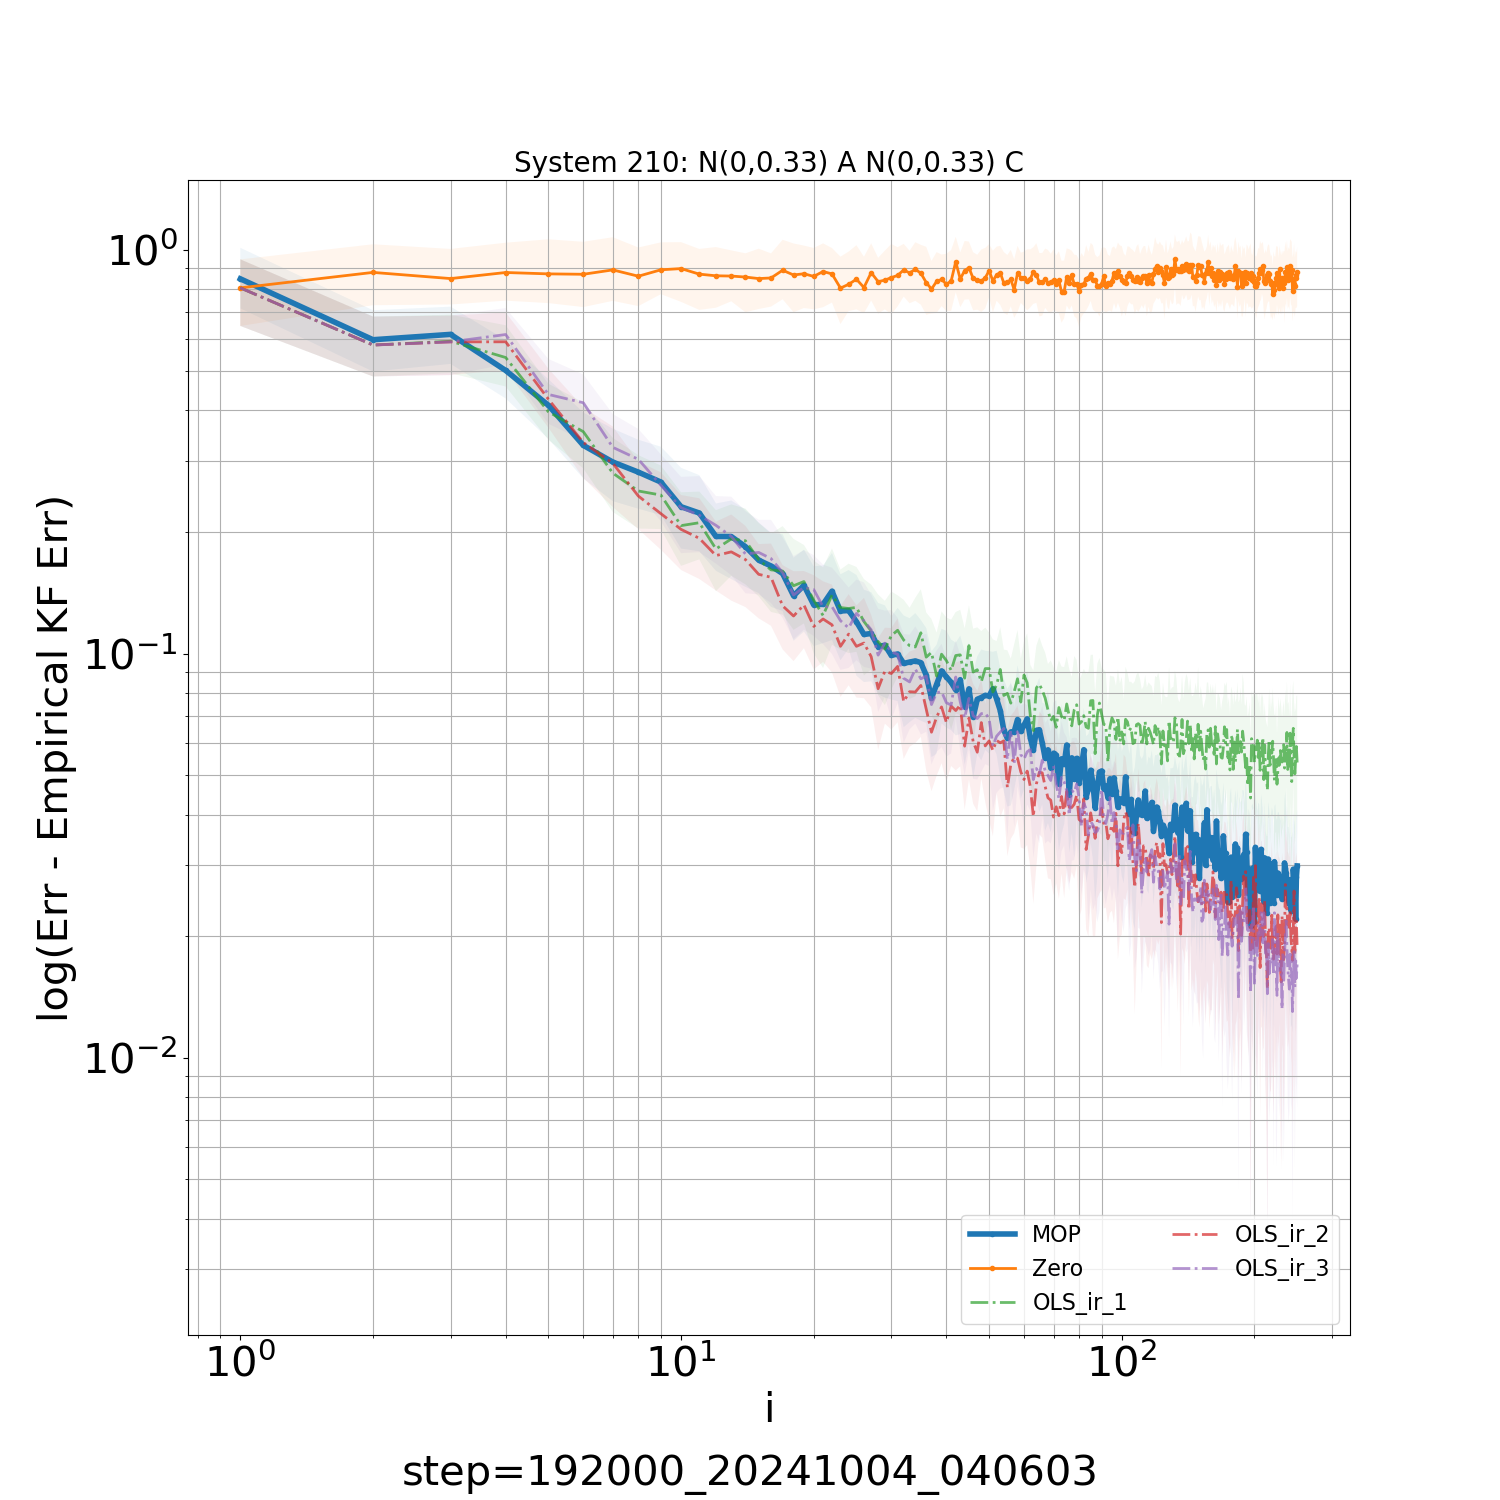 System 210: N(0,0.33) A N(0,0.33) C
log(Err - Empirical KF Err)
10⁰
10⁻¹
10⁻²
MOP
Zero
OLS_ir_1
OLS_ir_2
OLS_ir_3
10⁰ 10¹ 10²
i
step=192000_20241004_040603